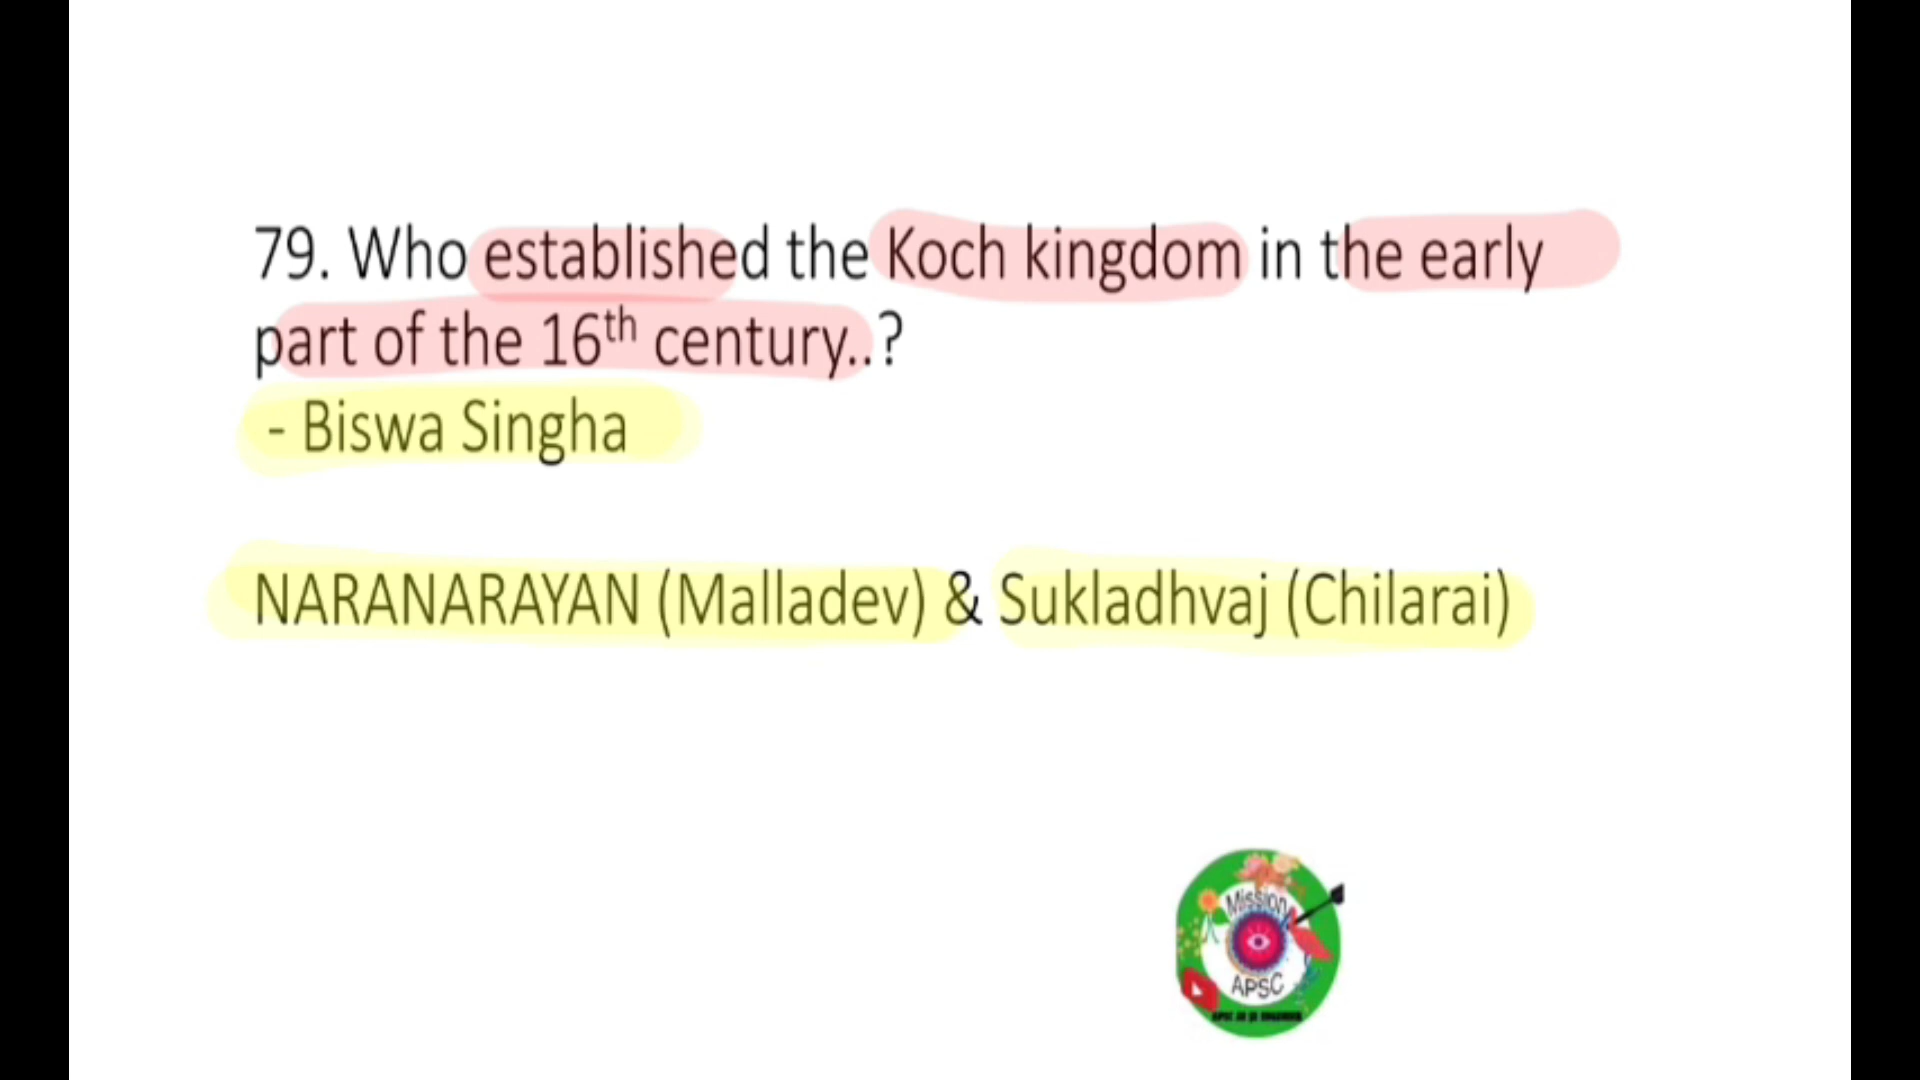 79. Who established the Koch kingdom in the early
part of the 16th century..?
- Biswa Singha
NARANARAYAN (Malladev) & Sukladhvaj (Chilarai)
Mission
APSC